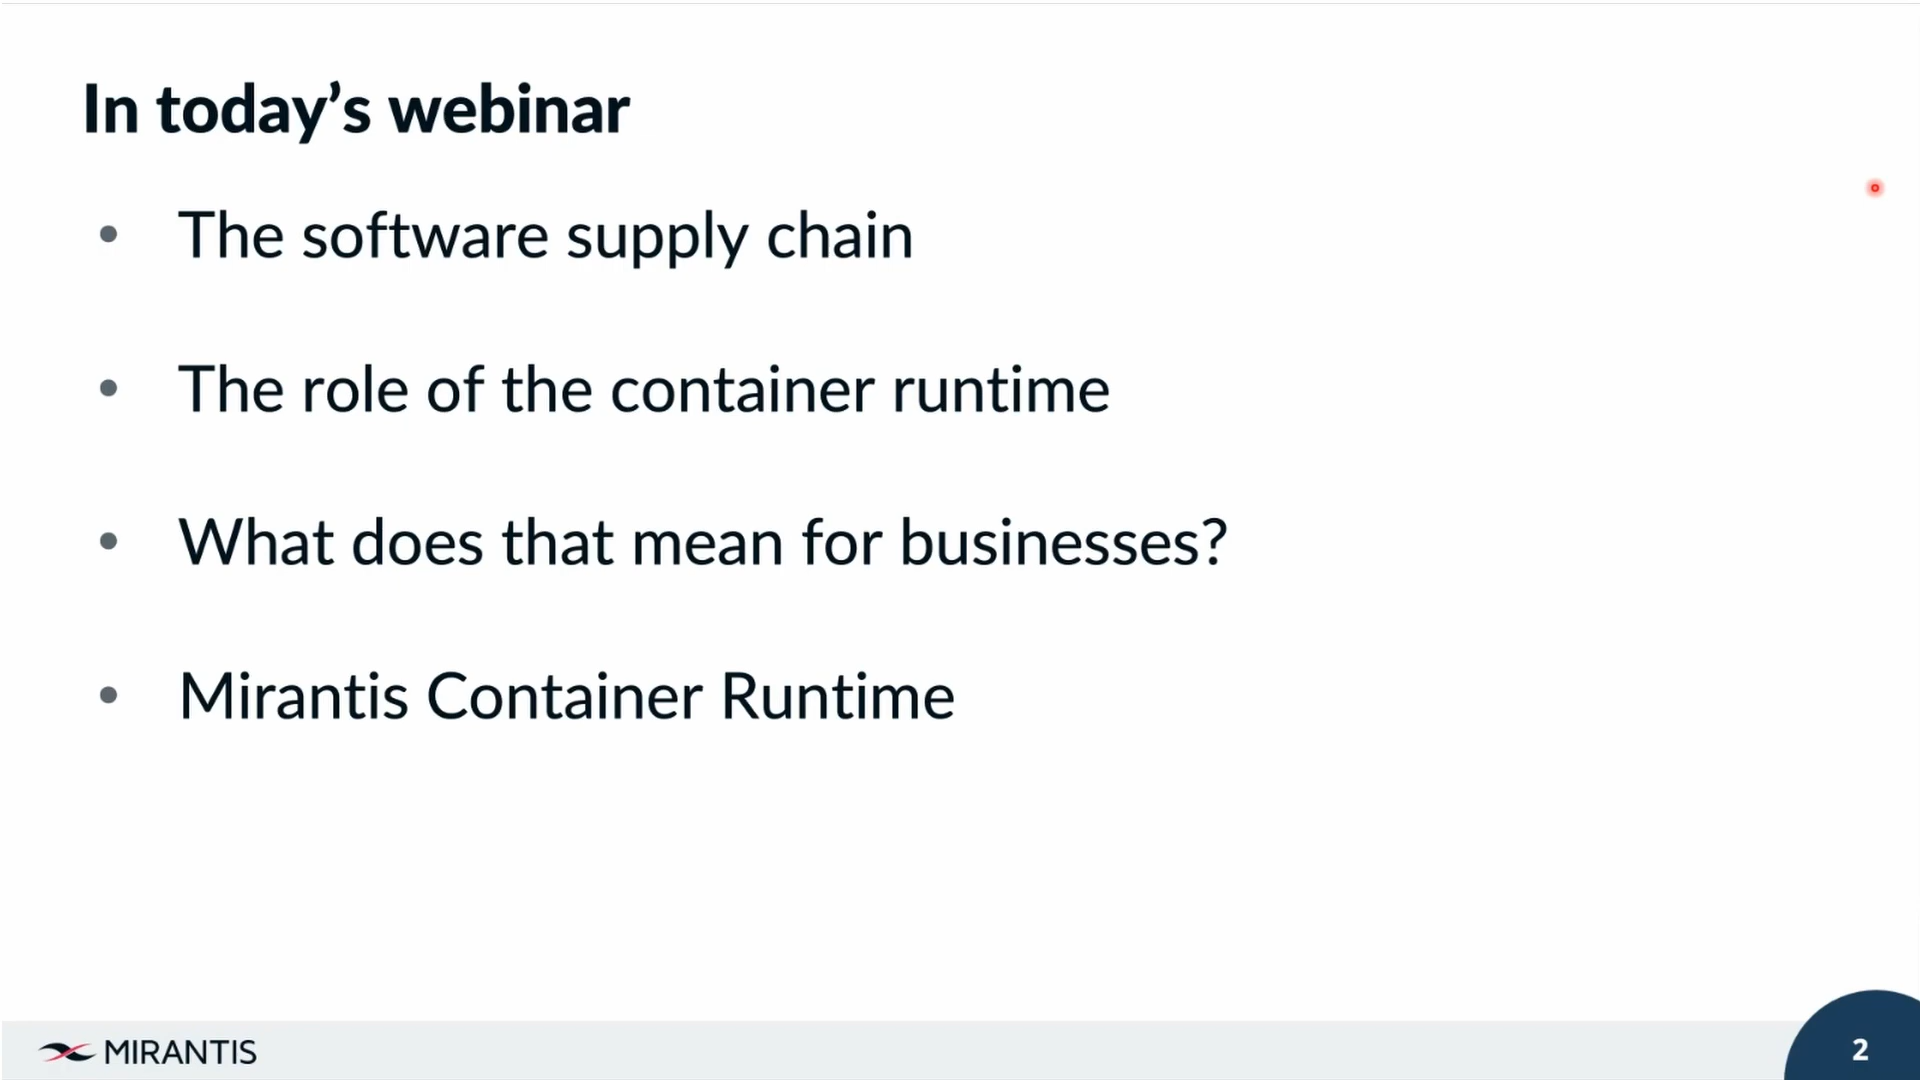 In today’s webinar
• The software supply chain
• The role of the container runtime
• What does that mean for businesses?
• Mirantis Container Runtime
MIRANTIS
2